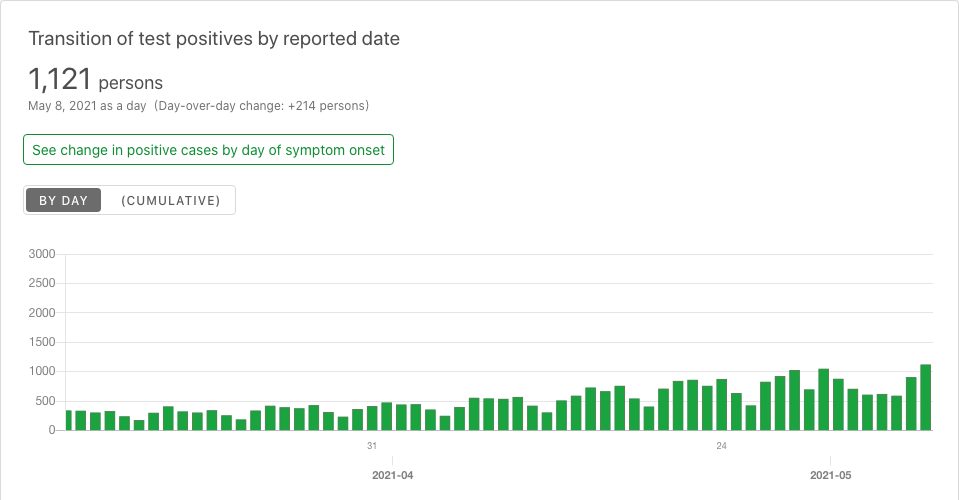 Transition of test positives by reported date
1,121 persons
May 8, 2021 as a day (Day-over-day change: +214 persons)
See change in positive cases by day of symptom onset
BY DAY (CUMULATIVE)
3000
2500
2000
1500
1000
500
0
31 24
2021-04 2021-05